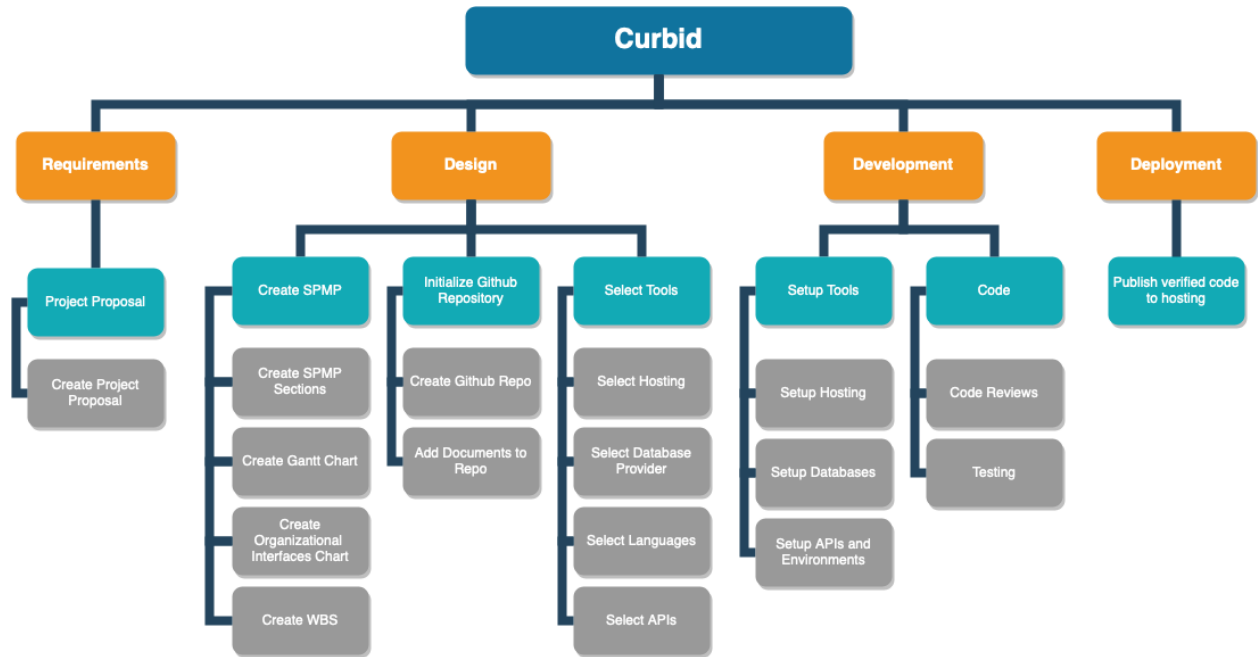 Curbid
Requirements
Design
Development
Deployment
Project Proposal
Create SPMP
Initialize Github
Repository
Select Tools
Setup Tools
Code
Publish verified code
to hosting
Create Project
Proposal
Create SPMP
Sections
Create Github Repo
Select Hosting
Setup Hosting
Code Reviews
Create Gantt Chart
Add Documents to
Repo
Select Database
Provider
Setup Databases
Testing
Create
Organizational
Interfaces Chart
Select Languages
Setup APIs and
Environments
Create WBS
Select APIs